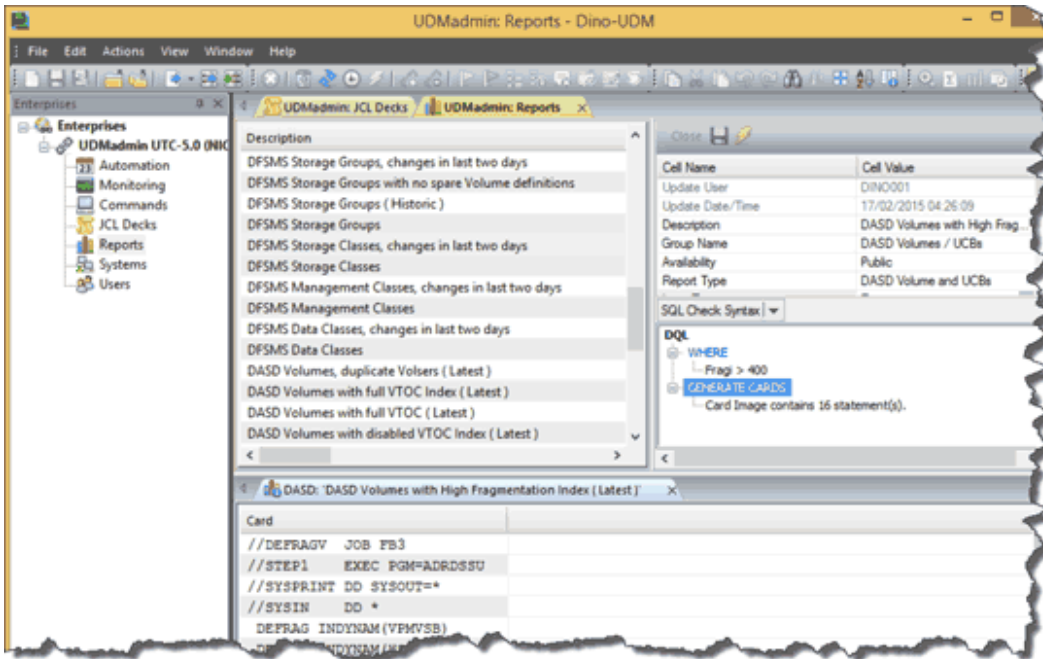 UDMadmin: Reports - Dino-UDM
File Edit Actions View Window Help
Enterprises
Enterprises
UDMadmin UTC-5.0 (NIC
Automation
Monitoring
Commands
JCL Decks
Reports
Systems
Users
UDMadmin: JCL Decks UDMadmin: Reports
Description
DFSMS Storage Groups, changes in last two days
DFSMS Storage Groups with no spare Volume definitions
DFSMS Storage Groups ( Historic )
DFSMS Storage Groups
DFSMS Storage Classes, changes in last two days
DFSMS Storage Classes
DFSMS Management Classes, changes in last two days
DFSMS Management Classes
DFSMS Data Classes, changes in last two days
DFSMS Data Classes
DASD Volumes, duplicate Volsers ( Latest )
DASD Volumes with full VTOC Index ( Latest )
DASD Volumes with full VTOC ( Latest )
DASD Volumes with disabled VTOC Index ( Latest )
Close
Cell Name Cell Value
Update User DINO001
Update Date/Time 17/02/2015 04:26:09
Description DASD Volumes with High Frag...
Group Name DASD Volumes / UCBs
Availability Public
Report Type DASD Volume and UCBs
SQL Check Syntax
DQL
WHERE
Fragi > 400
GENERATE CARDS
Card Image contains 16 statement(s).
DASD: 'DASD Volumes with High Fragmentation Index ( Latest )'
Card
//DEFRAGV JOB FB3
//STEP1 EXEC PGM=ADRDSSU
//SYSPRINT DD SYSOUT=*
//SYSIN DD *
DEFRAG INDYNAM(VPMVSB)